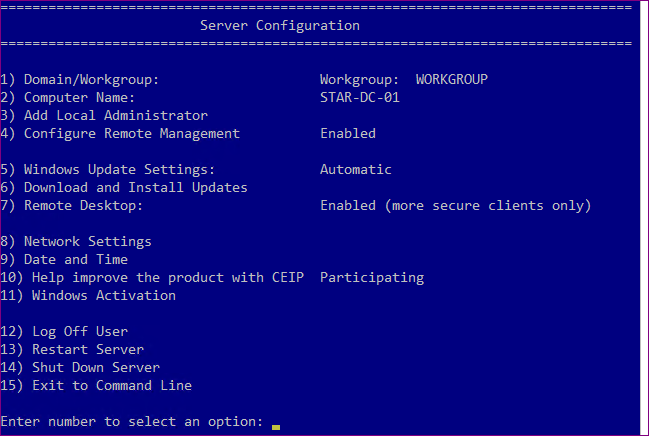 ===============================================================================
                         Server Configuration
===============================================================================
1) Domain/Workgroup:                    Workgroup:  WORKGROUP
2) Computer Name:                       STAR-DC-01
3) Add Local Administrator
4) Configure Remote Management          Enabled
5) Windows Update Settings:             Automatic
6) Download and Install Updates
7) Remote Desktop:                      Enabled (more secure clients only)
8) Network Settings
9) Date and Time
10) Help improve the product with CEIP  Participating
11) Windows Activation
12) Log Off User
13) Restart Server
14) Shut Down Server
15) Exit to Command Line
Enter number to select an option: